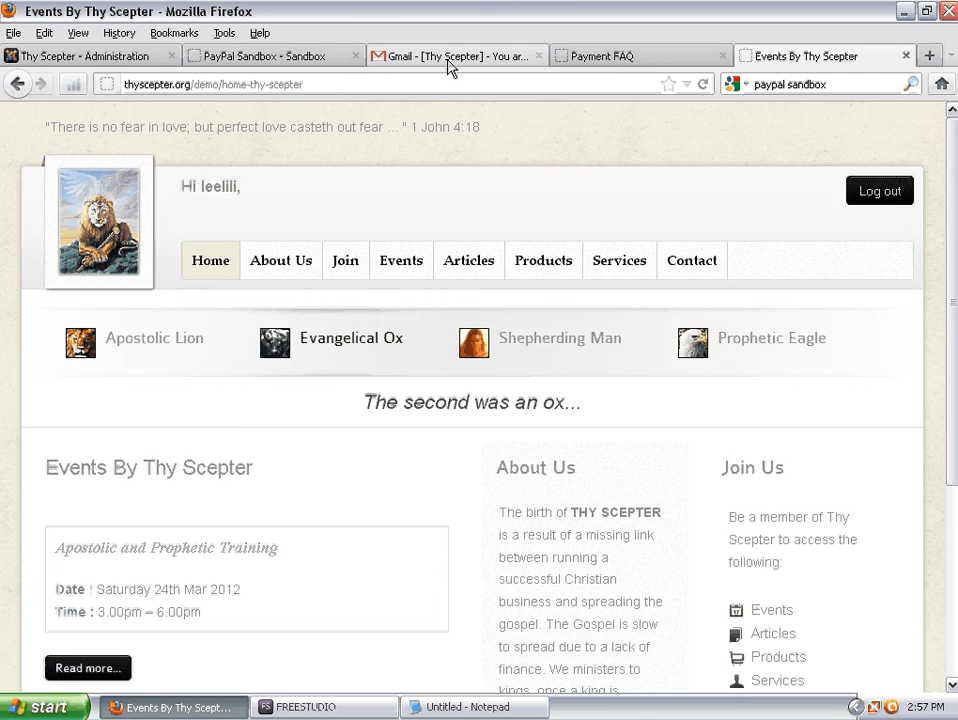 Events By Thy Scepter - Mozilla Firefox
File Edit View History Bookmarks Tools Help
Thy Scepter - Administration
PayPal Sandbox - Sandbox
Gmail - [Thy Scepter] - You ar...
Payment FAQ
Events By Thy Scepter
thyscepter.org/demo/home-thy-scepter
paypal sandbox
"There is no fear in love; but perfect love casteth out fear ... " 1 John 4:18
Hi leelili,
Log out
Home About Us Join Events Articles Products Services Contact
Apostolic Lion Evangelical Ox Shepherding Man Prophetic Eagle
The second was an ox...
Events By Thy Scepter
Apostolic and Prophetic Training
Date : Saturday 24th Mar 2012
Time : 3.00pm – 6.00pm
Read more...
About Us
The birth of THY SCEPTER
is a result of a missing link
between running a
successful Christian
business and spreading the
gospel. The Gospel is slow
to spread due to a lack of
finance. We ministers to
kings, once a king is
Join Us
Be a member of Thy
Scepter to access the
following:
Events
Articles
Products
Services
start
Events By Thy Scept...
FS FREESTUDIO
Untitled - Notepad
2:57 PM